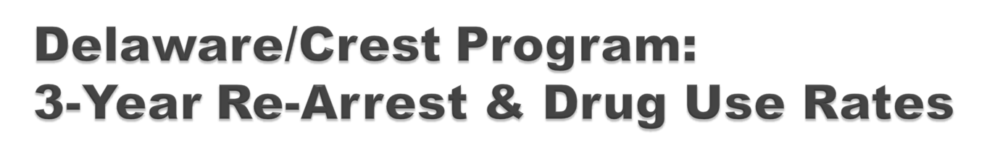 Delaware/Crest Program:
3-Year Re-Arrest & Drug Use Rates